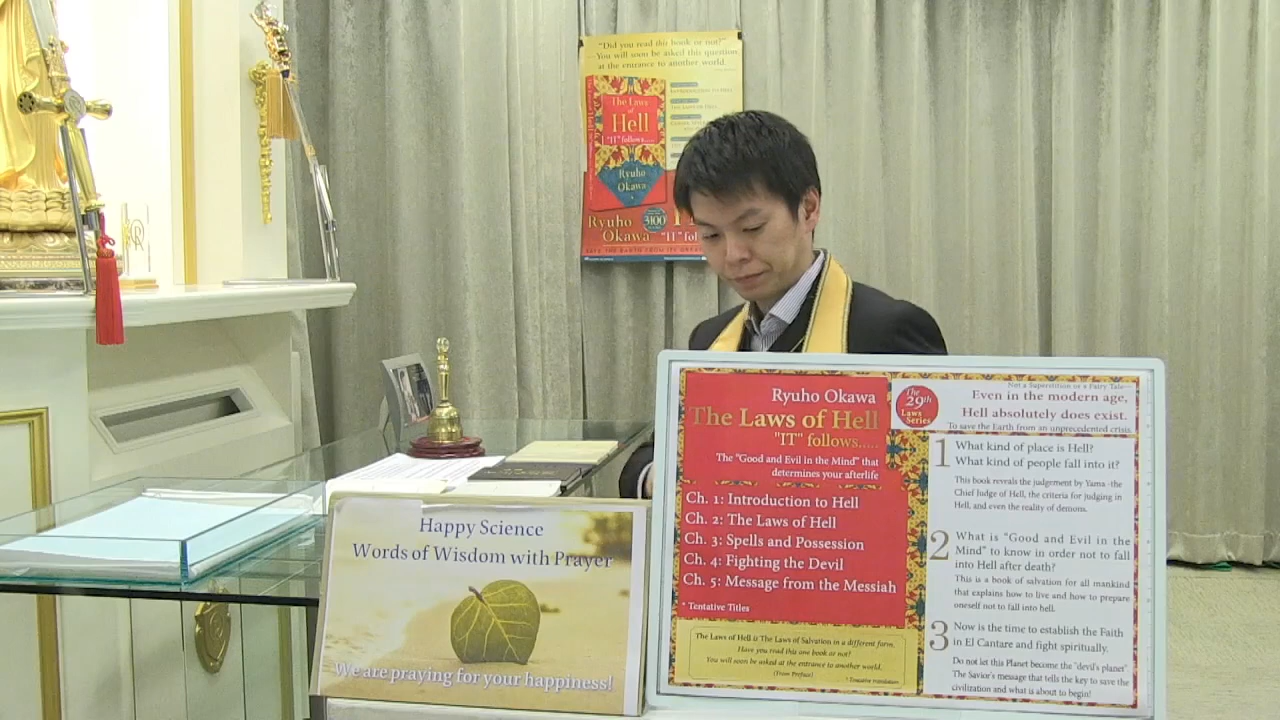 "Did you read this book or not?"
You will soon be asked this question
at the entrance to another world.
The Laws
of
Hell
"IT" follows.....
Ryuho
Okawa
INTRODUCTION TO HELL
THE LAWS OF HELL
Ryuho
Okawa
3100
"IT" fol
Happy Science
Words of Wisdom with Prayer
We are praying for your happiness!
Ryuho Okawa
The Laws of Hell
"IT" follows.....
The "Good and Evil in the Mind" that
determines your afterlife
Ch. 1: Introduction to Hell
Ch. 2: The Laws of Hell
Ch. 3: Spells and Possession
Ch. 4: Fighting the Devil
Ch. 5: Message from the Messiah
* Tentative Titles
The Laws of Hell is The Laws of Salvation in a different form.
Have you read this one book or not?
You will soon be asked at the entrance to another world.
(From Preface)
* Tentative translation
The
29th
Laws
Series
Not a Superstition or a Fairy Tale—
Even in the modern age,
Hell absolutely does exist.
To save the Earth from an unprecedented crisis.
1 What kind of place is Hell?
What kind of people fall into it?
This book reveals the judgement by Yama -the
Chief Judge of Hell, the criteria for judging in
Hell, and even the reality of demons.
2 What is "Good and Evil in the
Mind" to know in order not to fall
into Hell after death?
This is a book of salvation for all mankind
that explains how to live and how to prepare
oneself not to fall into hell.
3 Now is the time to establish the Faith
in El Cantare and fight spiritually.
Do not let this Planet become the "devil's planet"
The Savior's message that tells the key to save the
civilization and what is about to begin!